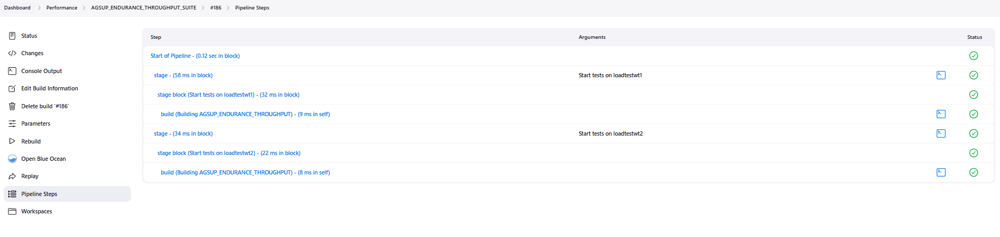 Dashboard > Performance > AGSUP_ENDURANCE_THROUGHPUT_SUITE > #186 > Pipeline Steps
Status
Changes
Console Output
Edit Build Information
Delete build ‘#186’
Parameters
Rebuild
Open Blue Ocean
Replay
Pipeline Steps
Workspaces
Step Arguments Status
Start of Pipeline - (0.12 sec in block)
stage - (58 ms in block) Start tests on loadtestwt1
stage block (Start tests on loadtestwt1) - (32 ms in block)
build (Building AGSUP_ENDURANCE_THROUGHPUT) - (9 ms in self)
stage - (34 ms in block) Start tests on loadtestwt2
stage block (Start tests on loadtestwt2) - (22 ms in block)
build (Building AGSUP_ENDURANCE_THROUGHPUT) - (8 ms in self)